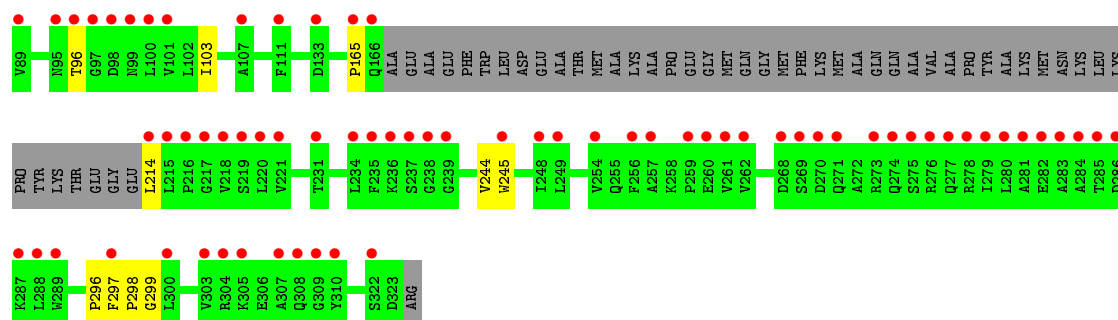 V89 N95 T96 G97 D98 N99 L100 V101 L102 I103 A107 F111 D133 P165 Q166 ALA GLU ALA GLU PHE TRP LEU ASP GLU ALA ALA THR MET ALA LYS ALA PRO GLU GLY MET GLN GLY MET PHE LYS MET ALA GLN GLN ALA VAL ALA PRO TYR ALA LYS MET ASN LYS LEU LYS
PRO TYR LYS THR GLU GLY GLU L214 L215 P216 G217 V218 S219 L220 V221 T231 L234 F235 K236 S237 G238 G239 V244 W245 I248 L249 V254 Q255 F256 A257 K258 P259 E260 V261 V262 D268 S269 D270 Q271 A272 R273 Q274 S275 R276 Q277 R278 I279 L280 A281 E282 A283 A284 T285 D286
K287 L288 W289 P296 F297 P298 G299 L300 V303 R304 K305 E306 A307 Q308 G309 Y310 S322 D323 ARG